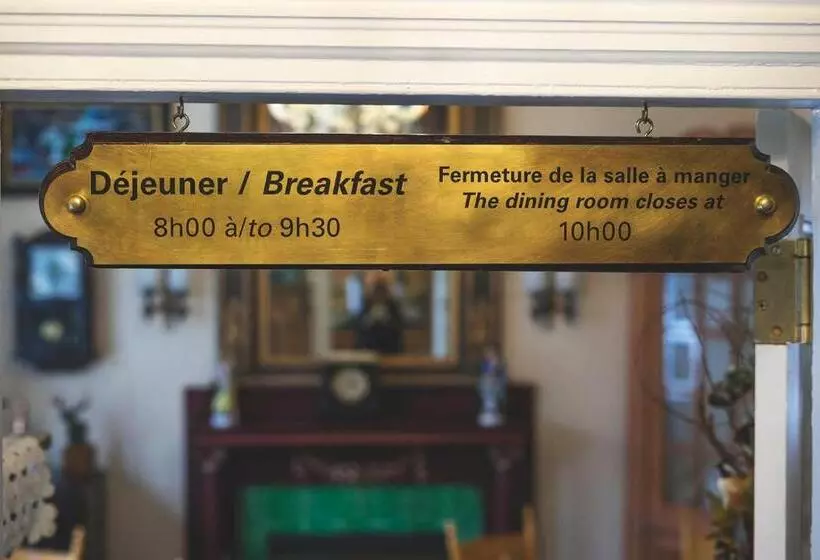 Déjeuner / Breakfast
8h00 à/to 9h30
Fermeture de la salle à manger
The dining room closes at
10h00